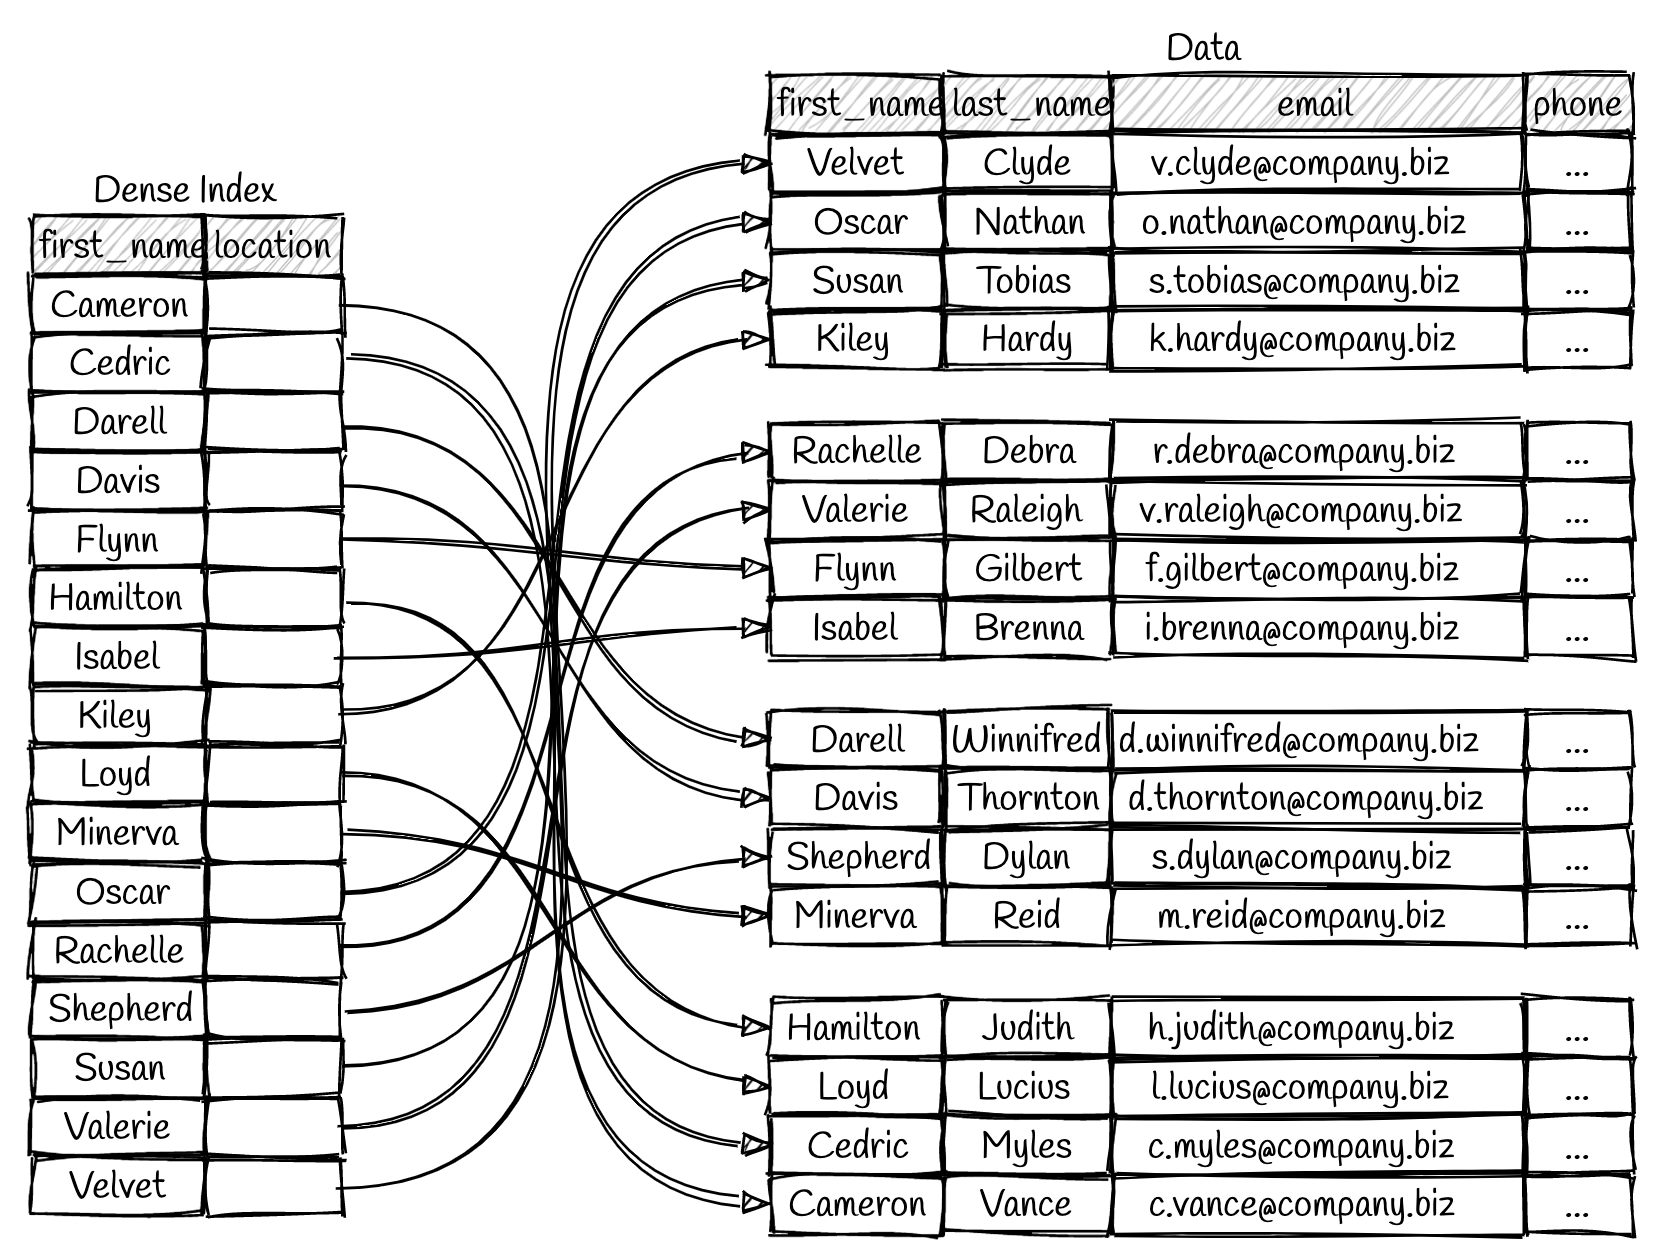 Data
first_name last_name email phone
Velvet Clyde v.clyde@company.biz ...
Oscar Nathan o.nathan@company.biz ...
Susan Tobias s.tobias@company.biz ...
Kiley Hardy k.hardy@company.biz ...
Rachelle Debra r.debra@company.biz ...
Valerie Raleigh v.raleigh@company.biz ...
Flynn Gilbert f.gilbert@company.biz ...
Isabel Brenna i.brenna@company.biz ...
Darell Winnifred d.winnifred@company.biz ...
Davis Thornton d.thornton@company.biz ...
Shepherd Dylan s.dylan@company.biz ...
Minerva Reid m.reid@company.biz ...
Hamilton Judith h.judith@company.biz ...
Loyd Lucius l.lucius@company.biz ...
Cedric Myles c.myles@company.biz ...
Cameron Vance c.vance@company.biz ...
Dense Index
first_name location
Cameron
Cedric
Darell
Davis
Flynn
Hamilton
Isabel
Kiley
Loyd
Minerva
Oscar
Rachelle
Shepherd
Susan
Valerie
Velvet